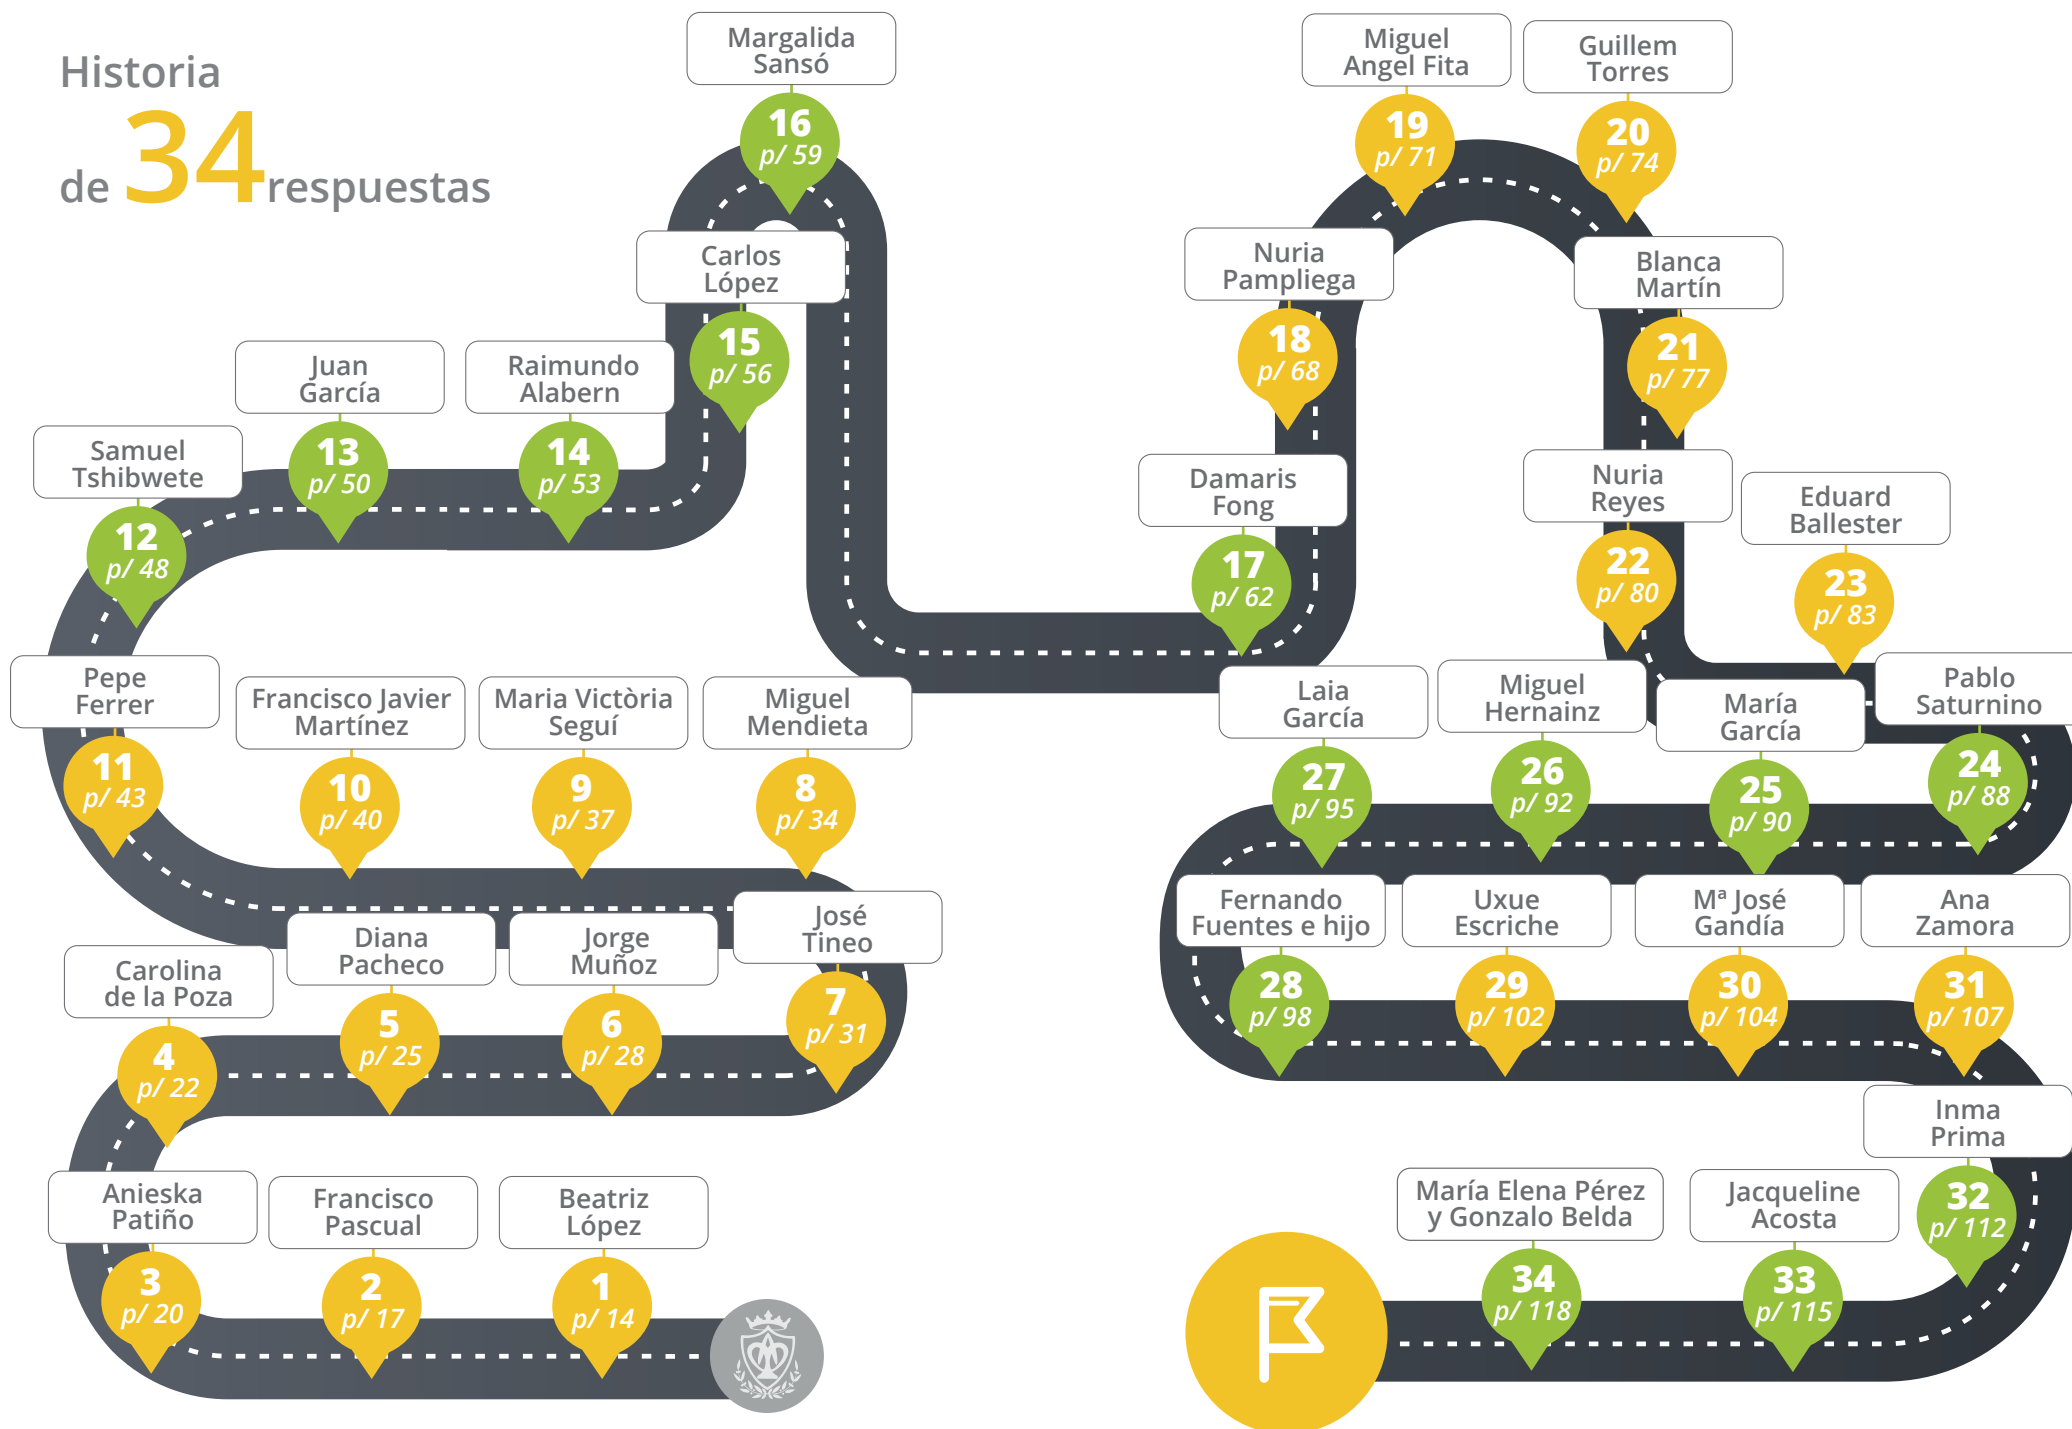 Historia
de 34 respuestas
Margalida
Sansó
16
p/ 59
Miguel
Angel Fita
19
p/ 71
Guillem
Torres
20
p/ 74
Carlos
López
15
p/ 56
Nuria
Pampliega
18
p/ 68
Blanca
Martín
21
p/ 77
Juan
García
13
p/ 50
Raimundo
Alabern
14
p/ 53
Samuel
Tshibwete
12
p/ 48
Damaris
Fong
17
p/ 62
Nuria
Reyes
22
p/ 80
Eduard
Ballester
23
p/ 83
Pepe
Ferrer
11
p/ 43
Francisco Javier
Martínez
10
p/ 40
Maria Victòria
Seguí
9
p/ 37
Miguel
Mendieta
8
p/ 34
Laia
García
27
p/ 95
Miguel
Hernainz
26
p/ 92
María
García
25
p/ 90
Pablo
Saturnino
24
p/ 88
Carolina
de la Poza
4
p/ 22
Diana
Pacheco
5
p/ 25
Jorge
Muñoz
6
p/ 28
José
Tineo
7
p/ 31
Fernando
Fuentes e hijo
28
p/ 98
Uxue
Escriche
29
p/ 102
Mª José
Gandía
30
p/ 104
Ana
Zamora
31
p/ 107
Anieska
Patiño
3
p/ 20
Francisco
Pascual
2
p/ 17
Beatriz
López
1
p/ 14
María Elena Pérez
y Gonzalo Belda
34
p/ 118
Jacqueline
Acosta
33
p/ 115
Inma
Prima
32
p/ 112